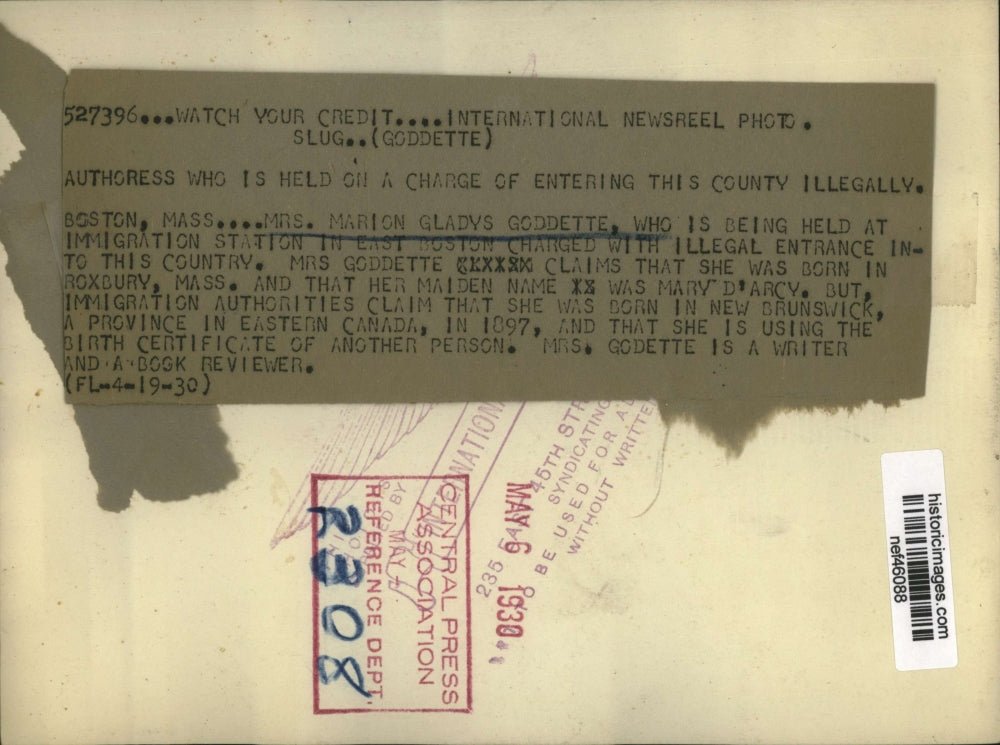 527396...WATCH YOUR CREDIT....INTERNATIONAL NEWSREEL PHOTO.
SLUG..(GODDETTE)
AUTHORESS WHO IS HELD ON A CHARGE OF ENTERING THIS COUNTY ILLEGALLY.
BOSTON, MASS....MRS. MARION GLADYS GODDETTE, WHO IS BEING HELD AT
IMMIGRATION STATION IN EAST BOSTON CHARGED WITH ILLEGAL ENTRANCE IN-
TO THIS COUNTRY. MRS GODDETTE CLAIMS THAT SHE WAS BORN IN
ROXBURY, MASS. AND THAT HER MAIDEN NAME XX WAS MARY D'ARCY. BUT,
IMMIGRATION AUTHORITIES CLAIM THAT SHE WAS BORN IN NEW BRUNSWICK,
A PROVINCE IN EASTERN CANADA, IN 1897, AND THAT SHE IS USING THE
BIRTH CERTIFICATE OF ANOTHER PERSON. MRS. GODETTE IS A WRITER
AND A BOOK REVIEWER.
(FL-4-19-30)
CENTRAL PRESS
ASSOCIATION
REFERENCE DEPT.
R2308
MAY 6 1930
235 45TH
SYNDICATING
BE USED FOR
WITHOUT WRITTE
historicimages.com
nef46088